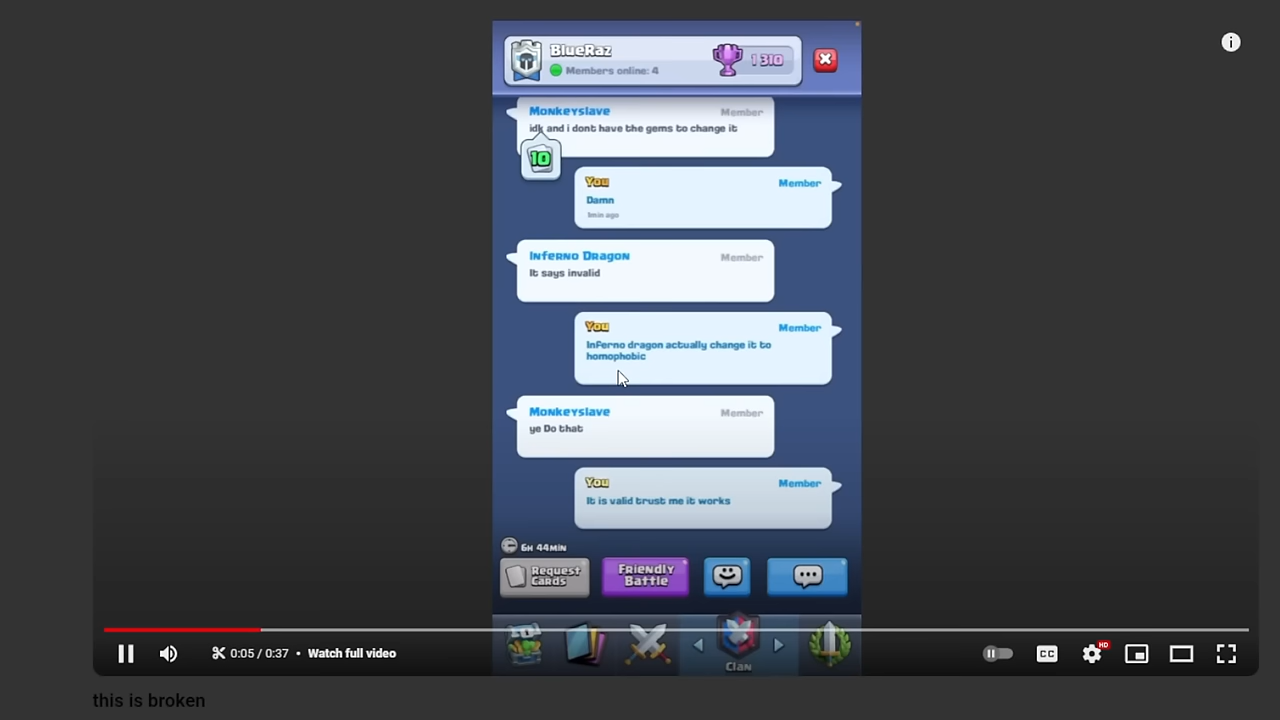 BlueRaz
1310
Members online: 4
Monkeyslave Member
idk and i dont have the gems to change it
10
You Member
Damn
1min ago
Inferno Dragon Member
It says invalid
You Member
Inferno dragon actually change it to
homophobic
Monkeyslave Member
ye Do that
You Member
It is valid trust me it works
6h 44min
Request
Cards
Friendly
Battle
Clan
0:05 / 0:37 • Watch full video
CC
HD
this is broken